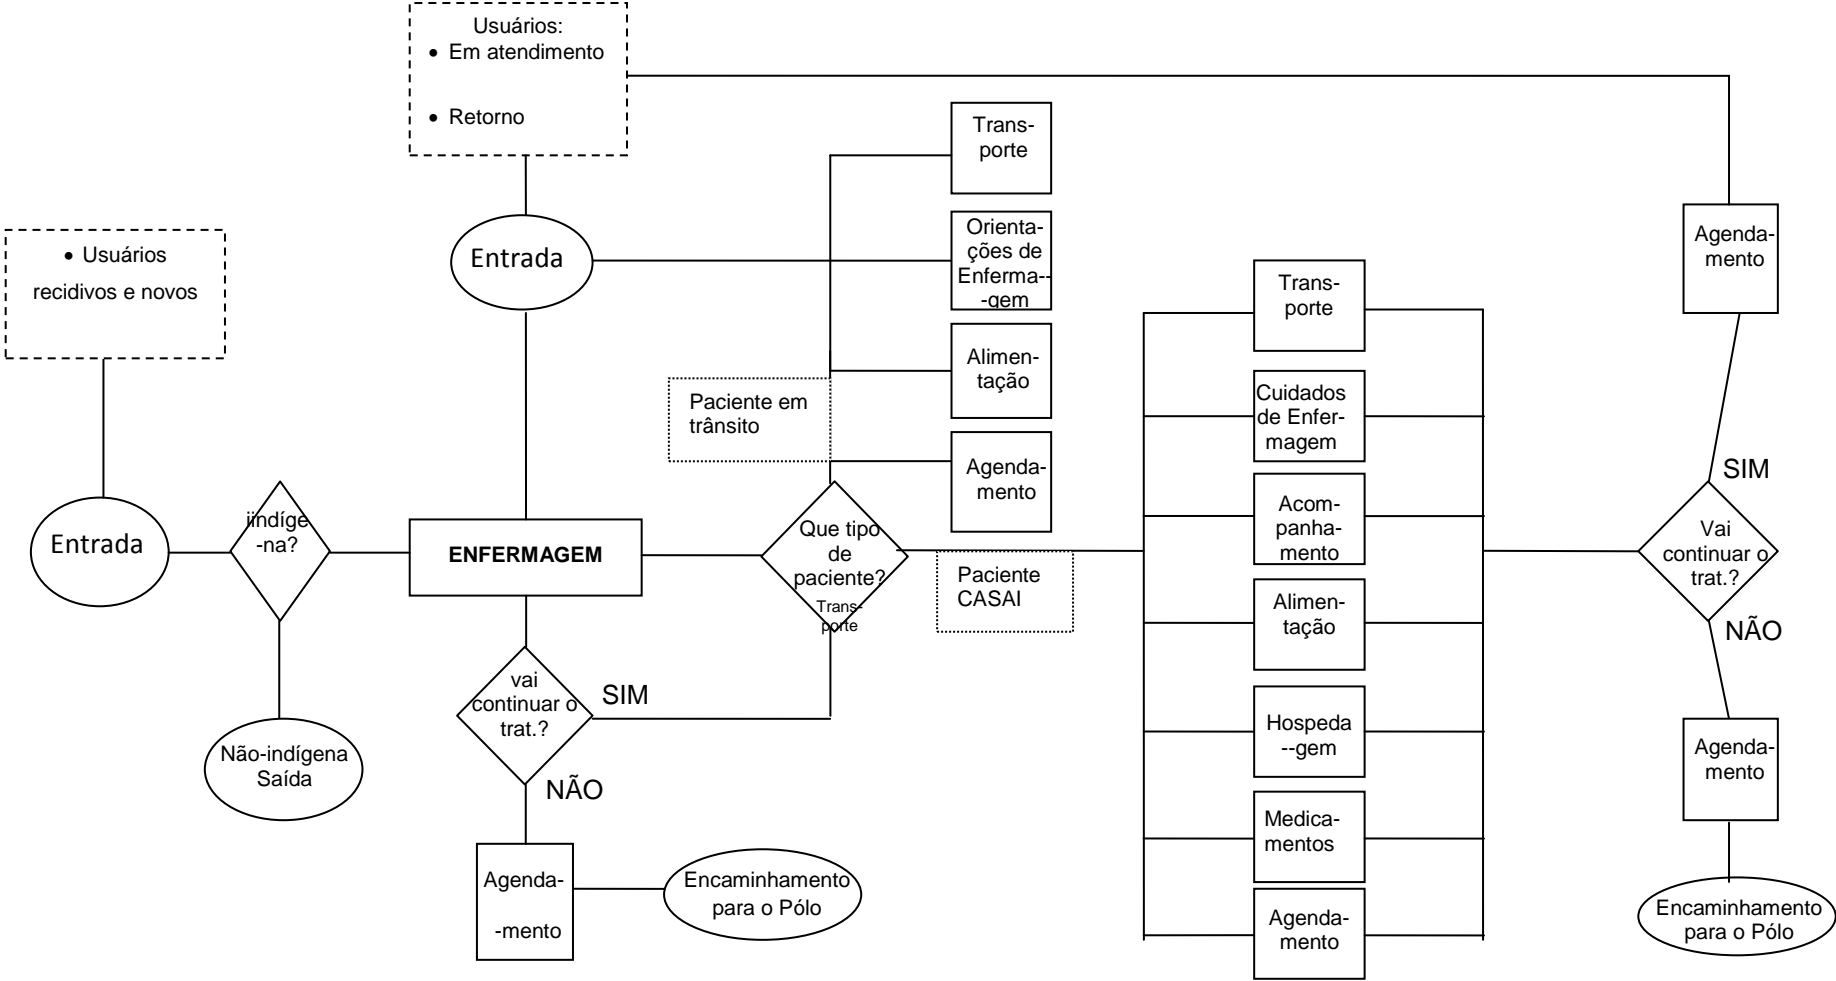 Usuários:
• Em atendimento
• Retorno
• Usuários
recidivos e novos
Entrada
Entrada
iindíge
-na?
Não-indígena
Saída
ENFERMAGEM
vai
continuar o
trat.?
SIM
NÃO
Agenda-
-mento
Encaminhamento
para o Pólo
Paciente em
trânsito
Trans-
porte
Orienta-
ções de
Enferma--
-gem
Alimen-
tação
Agenda-
mento
Que tipo
de
paciente?
Trans-
porte
Paciente
CASAI
Trans-
porte
Cuidados
de Enfer-
magem
Acom-
panha-
mento
Alimen-
tação
Hospeda
--gem
Medica-
mentos
Agenda-
mento
Agenda-
mento
SIM
Vai
continuar o
trat.?
NÃO
Agenda-
mento
Encaminhamento
para o Pólo